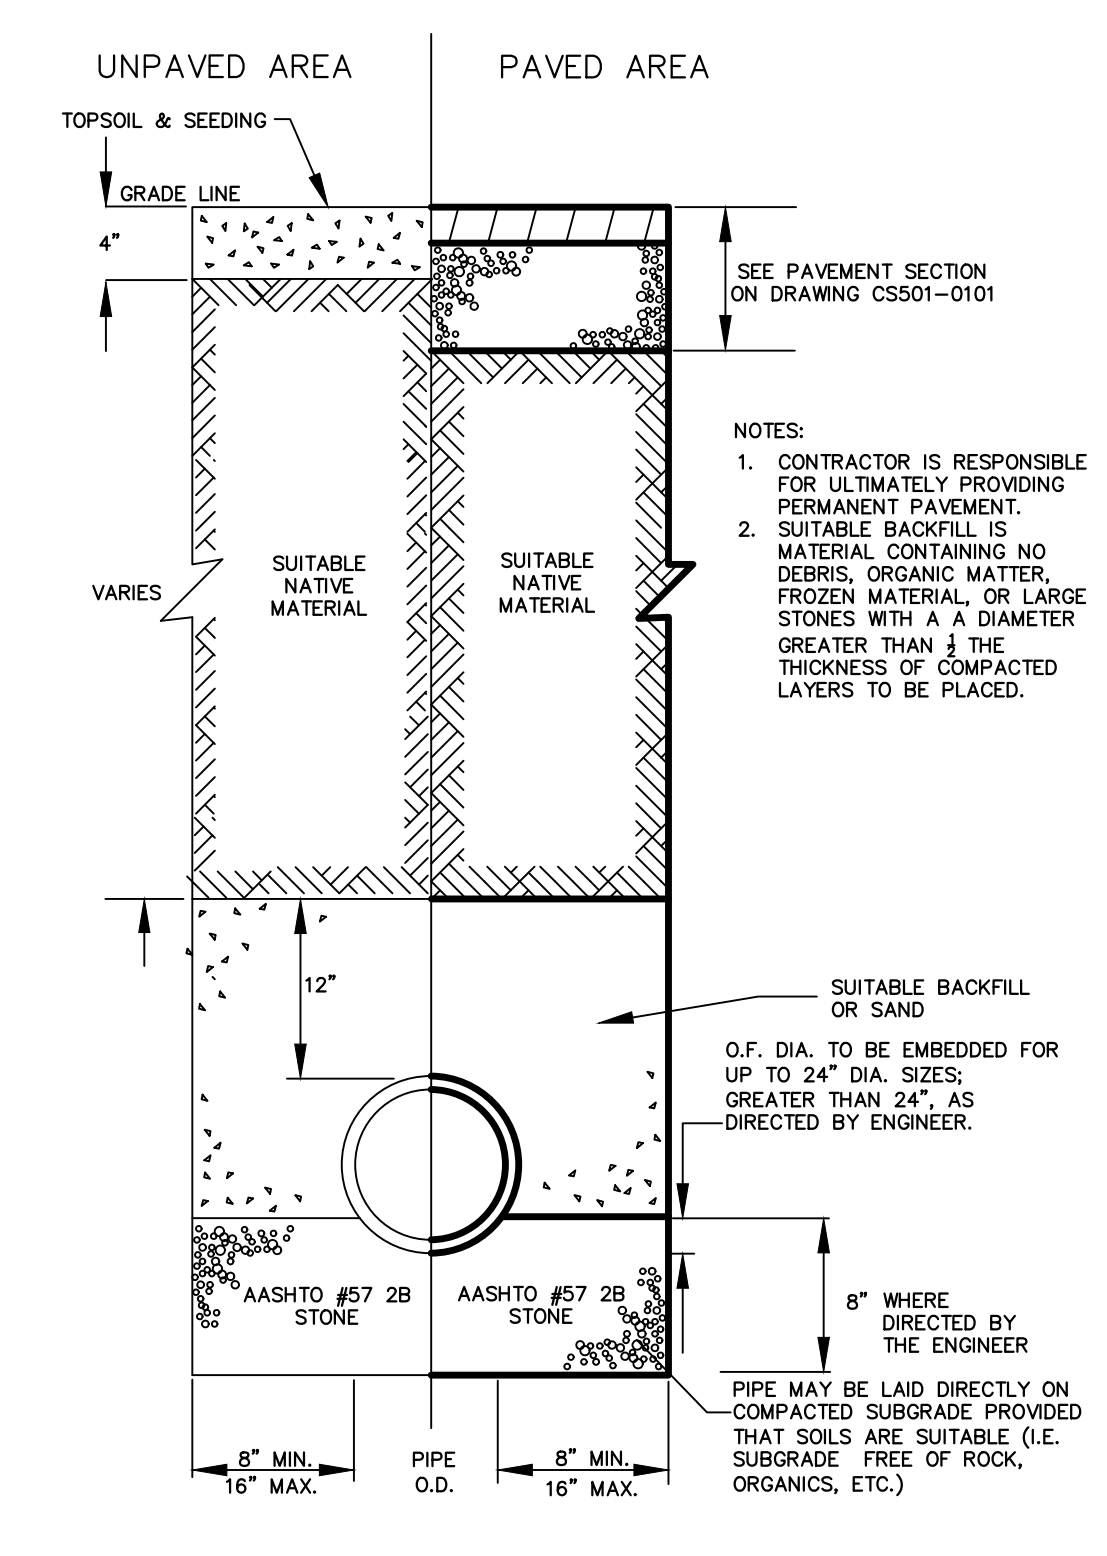 UNPAVED AREA
PAVED AREA
TOPSOIL & SEEDING
GRADE LINE
4"
SEE PAVEMENT SECTION
ON DRAWING CS501-0101
NOTES:
1. CONTRACTOR IS RESPONSIBLE
FOR ULTIMATELY PROVIDING
PERMANENT PAVEMENT.
2. SUITABLE BACKFILL IS
MATERIAL CONTAINING NO
DEBRIS, ORGANIC MATTER,
FROZEN MATERIAL, OR LARGE
STONES WITH A A DIAMETER
GREATER THAN 1/2 THE
THICKNESS OF COMPACTED
LAYERS TO BE PLACED.
VARIES
SUITABLE
NATIVE
MATERIAL
SUITABLE
NATIVE
MATERIAL
12"
SUITABLE BACKFILL
OR SAND
O.F. DIA. TO BE EMBEDDED FOR
UP TO 24" DIA. SIZES;
GREATER THAN 24", AS
DIRECTED BY ENGINEER.
AASHTO #57 2B
STONE
AASHTO #57 2B
STONE
8" WHERE
DIRECTED BY
THE ENGINEER
PIPE MAY BE LAID DIRECTLY ON
COMPACTED SUBGRADE PROVIDED
THAT SOILS ARE SUITABLE (I.E.
SUBGRADE FREE OF ROCK,
ORGANICS, ETC.)
8" MIN.
16" MAX.
PIPE
O.D.
8" MIN.
16" MAX.